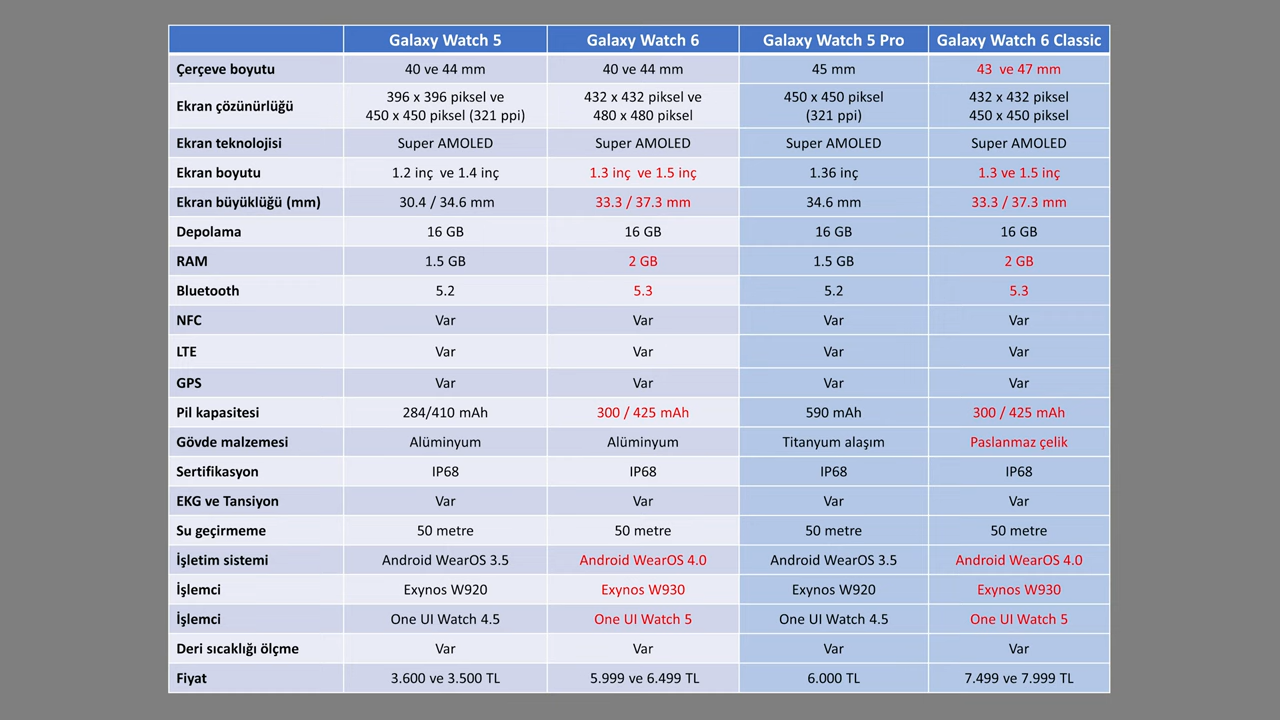 Galaxy Watch 5 Galaxy Watch 6 Galaxy Watch 5 Pro Galaxy Watch 6 Classic
Çerçeve boyutu 40 ve 44 mm 40 ve 44 mm 45 mm 43 ve 47 mm
Ekran çözünürlüğü 396 x 396 piksel ve 432 x 432 piksel ve 450 x 450 piksel 432 x 432 piksel
450 x 450 piksel (321 ppi) 480 x 480 piksel (321 ppi) 450 x 450 piksel
Ekran teknolojisi Super AMOLED Super AMOLED Super AMOLED Super AMOLED
Ekran boyutu 1.2 inç ve 1.4 inç 1.3 inç ve 1.5 inç 1.36 inç 1.3 ve 1.5 inç
Ekran büyüklüğü (mm) 30.4 / 34.6 mm 33.3 / 37.3 mm 34.6 mm 33.3 / 37.3 mm
Depolama 16 GB 16 GB 16 GB 16 GB
RAM 1.5 GB 2 GB 1.5 GB 2 GB
Bluetooth 5.2 5.3 5.2 5.3
NFC Var Var Var Var
LTE Var Var Var Var
GPS Var Var Var Var
Pil kapasitesi 284/410 mAh 300 / 425 mAh 590 mAh 300 / 425 mAh
Gövde malzemesi Alüminyum Alüminyum Titanyum alaşım Paslanmaz çelik
Sertifikasyon IP68 IP68 IP68 IP68
EKG ve Tansiyon Var Var Var Var
Su geçirmeme 50 metre 50 metre 50 metre 50 metre
İşletim sistemi Android WearOS 3.5 Android WearOS 4.0 Android WearOS 3.5 Android WearOS 4.0
İşlemci Exynos W920 Exynos W930 Exynos W920 Exynos W930
İşlemci One UI Watch 4.5 One UI Watch 5 One UI Watch 4.5 One UI Watch 5
Deri sıcaklığı ölçme Var Var Var Var
Fiyat 3.600 ve 3.500 TL 5.999 ve 6.499 TL 6.000 TL 7.499 ve 7.999 TL